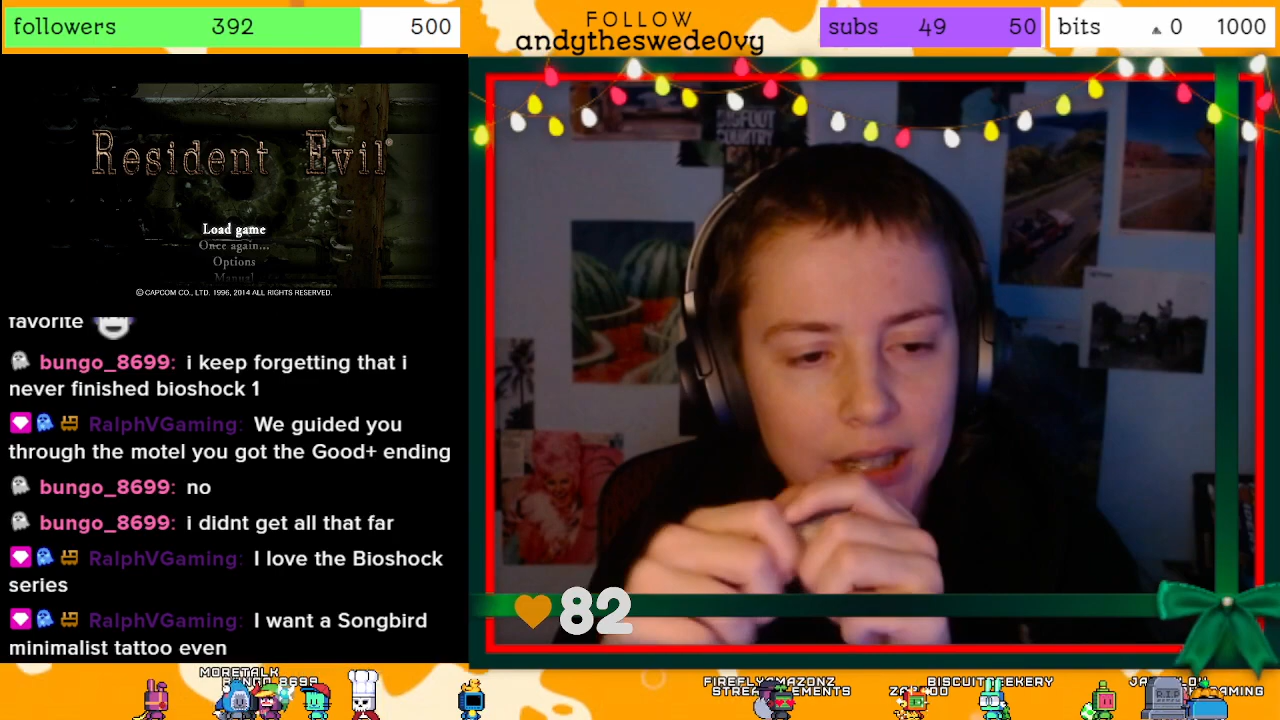 followers 392 500
FOLLOW
andytheswede0vy
subs 49 50
bits 0 1000
BIGFOOT
COUNTRY
Resident Evil
Load game
Once again...
Options
Manual
© CAPCOM CO., LTD. 1996, 2014 ALL RIGHTS RESERVED.
favorite
bungo_8699: i keep forgetting that i
never finished bioshock 1
RalphVGaming: We guided you
through the motel you got the Good+ ending
bungo_8699: no
bungo_8699: i didnt get all that far
RalphVGaming: I love the Bioshock
series
RalphVGaming: I want a Songbird
minimalist tattoo even
82
MORETALK
BUNGO_8699
FIREFLYAMAZONZ
BISCUITGEEKERY
R.I.P